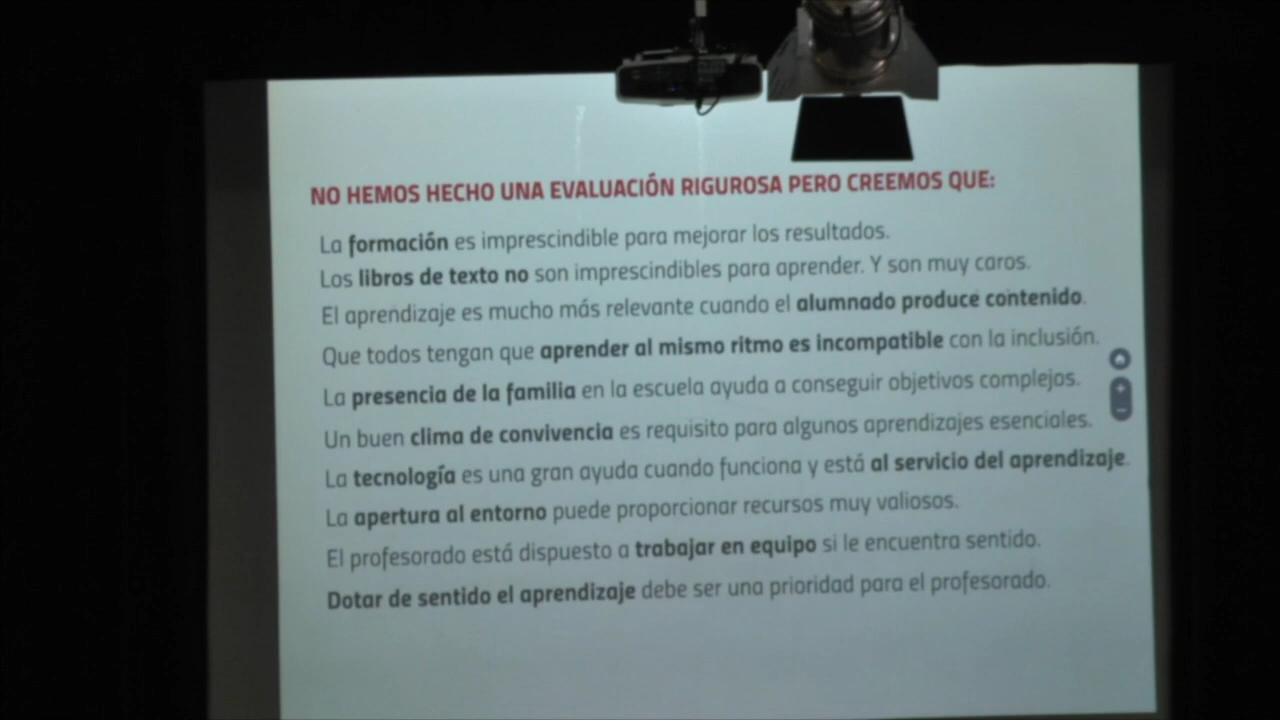 NO HEMOS HECHO UNA EVALUACIÓN RIGUROSA PERO CREEMOS QUE:
La formación es imprescindible para mejorar los resultados.
Los libros de texto no son imprescindibles para aprender. Y son muy caros.
El aprendizaje es mucho más relevante cuando el alumnado produce contenido.
Que todos tengan que aprender al mismo ritmo es incompatible con la inclusión.
La presencia de la familia en la escuela ayuda a conseguir objetivos complejos.
Un buen clima de convivencia es requisito para algunos aprendizajes esenciales.
La tecnología es una gran ayuda cuando funciona y está al servicio del aprendizaje.
La apertura al entorno puede proporcionar recursos muy valiosos.
El profesorado está dispuesto a trabajar en equipo si le encuentra sentido.
Dotar de sentido el aprendizaje debe ser una prioridad para el profesorado.